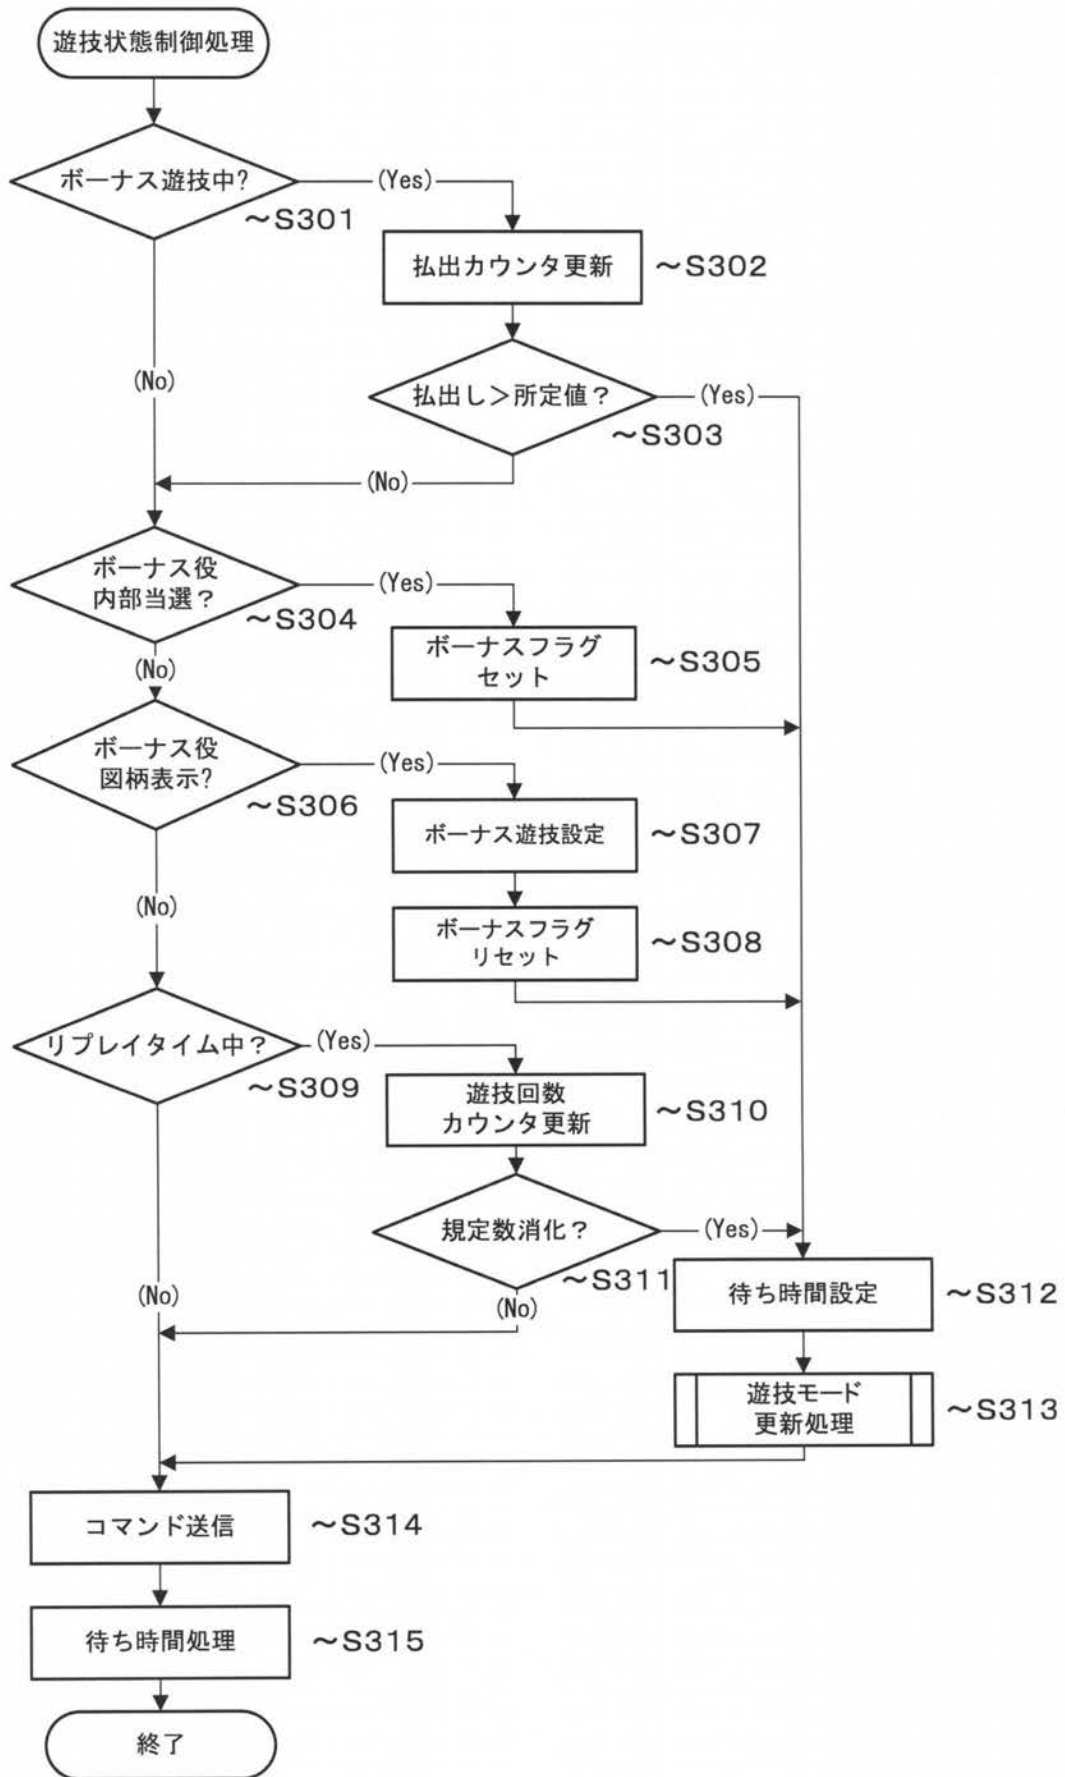 遊技状態制御処理
ボーナス遊技中?
(Yes)
～S301
払出カウンタ更新
～S302
(No)
払出し＞所定値？
(Yes)
～S303
(No)
ボーナス役
内部当選？
(Yes)
～S304
ボーナスフラグ
セット
～S305
(No)
ボーナス役
図柄表示?
(Yes)
～S306
ボーナス遊技設定
～S307
(No)
ボーナスフラグ
リセット
～S308
リプレイタイム中？
(Yes)
～S309
遊技回数
カウンタ更新
～S310
規定数消化？
(Yes)
～S311
(No)
(No)
待ち時間設定
～S312
遊技モード
更新処理
～S313
コマンド送信
～S314
待ち時間処理
～S315
終了